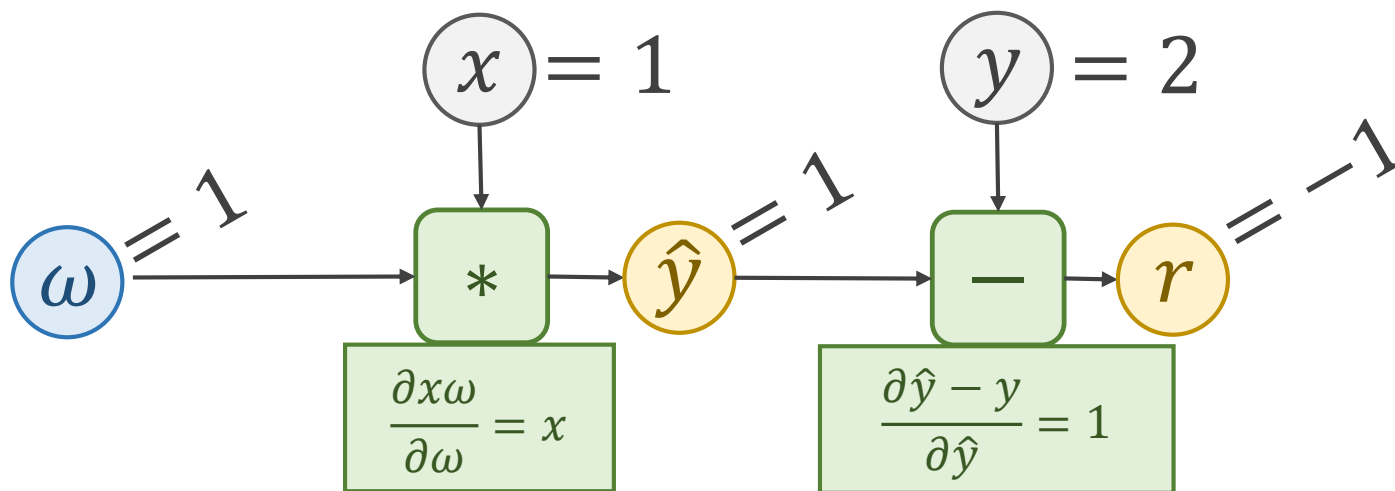 x = 1
y = 2
ω = 1
*
ŷ = 1
−
r = −1
∂xω/∂ω = x
∂ŷ − y/∂ŷ = 1